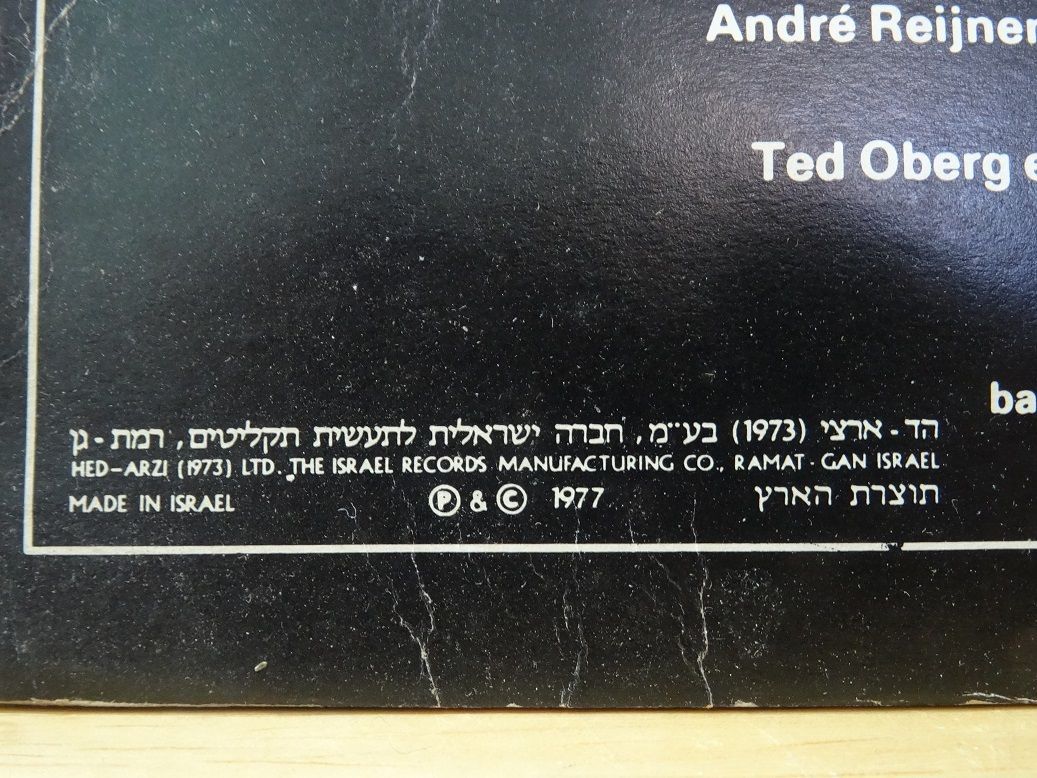 André Reijnen
Ted Oberg e
ba
הד - ארצי (1973) בע״מ, חברה ישראלית לתעשית תקליטים, רמת - גן
HED-ARZI (1973) LTD. THE ISRAEL RECORDS MANUFACTURING CO., RAMAT - GAN ISRAEL
MADE IN ISRAEL Ⓟ & © 1977 תוצרת הארץ